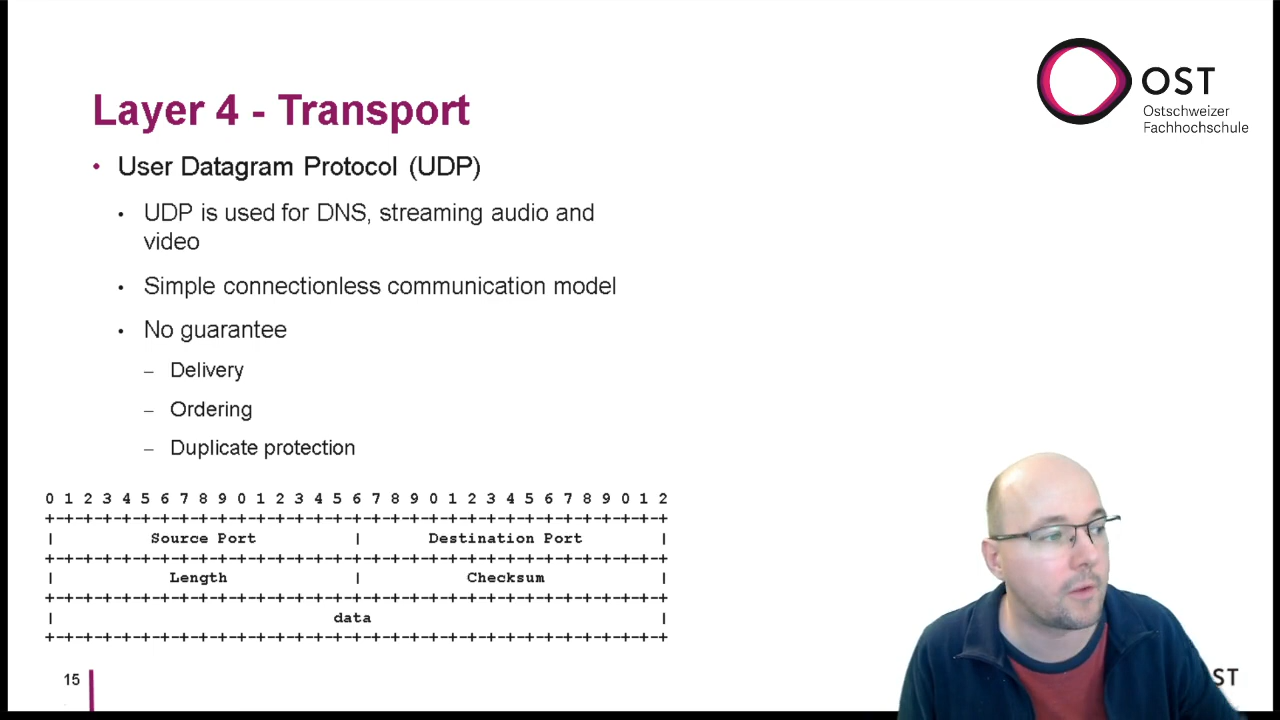 OST
Ostschweizer
Fachhochschule
Layer 4 - Transport
• User Datagram Protocol (UDP)
• UDP is used for DNS, streaming audio and
video
• Simple connectionless communication model
• No guarantee
– Delivery
– Ordering
– Duplicate protection
0 1 2 3 4 5 6 7 8 9 0 1 2 3 4 5 6 7 8 9 0 1 2 3 4 5 6 7 8 9 0 1 2
+-+-+-+-+-+-+-+-+-+-+-+-+-+-+-+-+-+-+-+-+-+-+-+-+-+-+-+-+-+-+-+-+
| Source Port | Destination Port |
+-+-+-+-+-+-+-+-+-+-+-+-+-+-+-+-+-+-+-+-+-+-+-+-+-+-+-+-+-+-+-+-+
| Length | Checksum |
+-+-+-+-+-+-+-+-+-+-+-+-+-+-+-+-+-+-+-+-+-+-+-+-+-+-+-+-+-+-+-+-+
| data |
+-+-+-+-+-+-+-+-+-+-+-+-+-+-+-+-+-+-+-+-+-+-+-+-+-+-+-+-+-+-+-+-+
15
ST